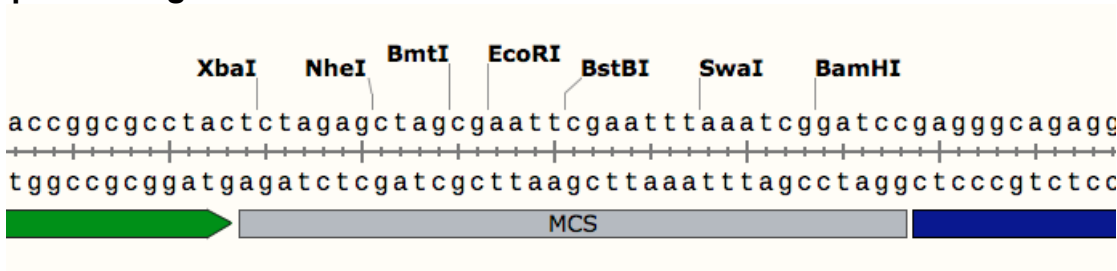 XbaI NheI BmtI EcoRI BstBI SwaI BamHI
accggcgcctactctagagctagcgaattcgaatttaaatcggatccgagggcagagg
tggccgcggatgagatctcgatcgcttaagcttaaatttagcctaggctcccgtctcc
MCS